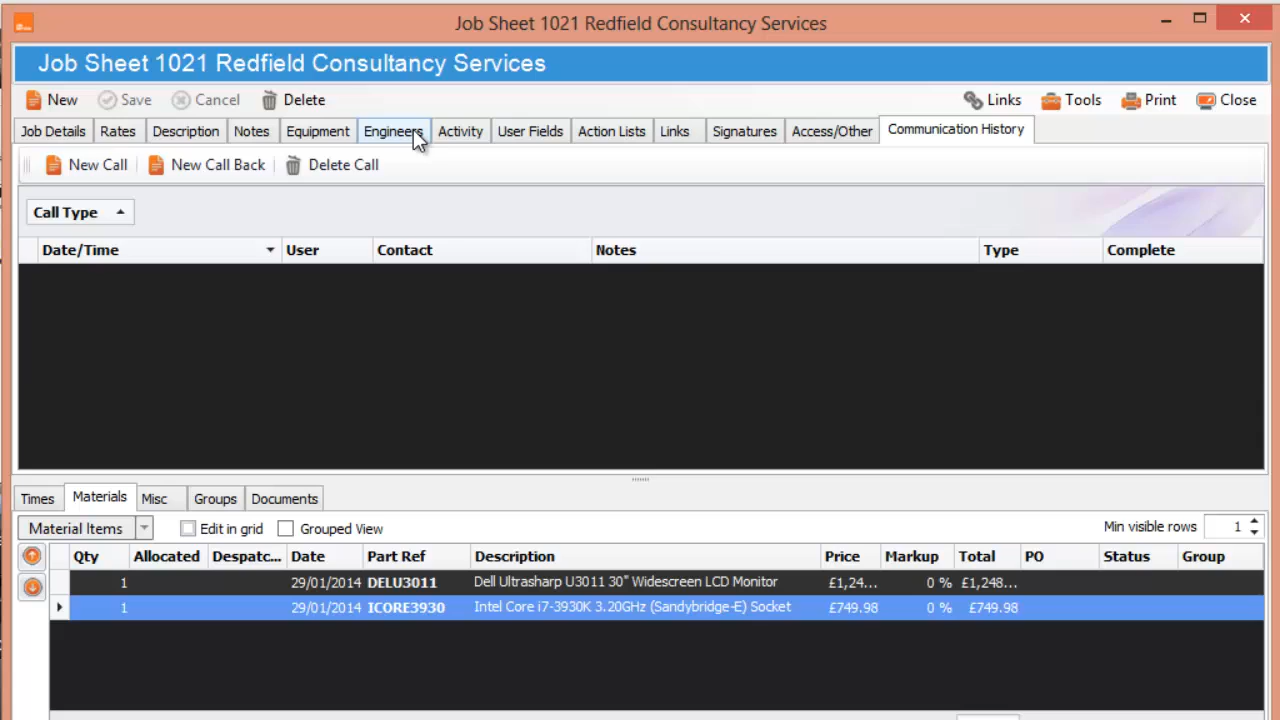 Job Sheet 1021 Redfield Consultancy Services
Job Sheet 1021 Redfield Consultancy Services
New Save Cancel Delete Links Tools Print Close
Job Details Rates Description Notes Equipment Engineers Activity User Fields Action Lists Links Signatures Access/Other Communication History
New Call New Call Back Delete Call
Call Type
Date/Time User Contact Notes Type Complete
Times Materials Misc Groups Documents
Material Items Edit in grid Grouped View Min visible rows 1
Qty Allocated Despatc... Date Part Ref Description Price Markup Total PO Status Group
1 29/01/2014 DELU3011 Dell Ultrasharp U3011 30" Widescreen LCD Monitor £1,24... 0 % £1,248...
1 29/01/2014 ICORE3930 Intel Core i7-3930K 3.20GHz (Sandybridge-E) Socket £749.98 0 % £749.98